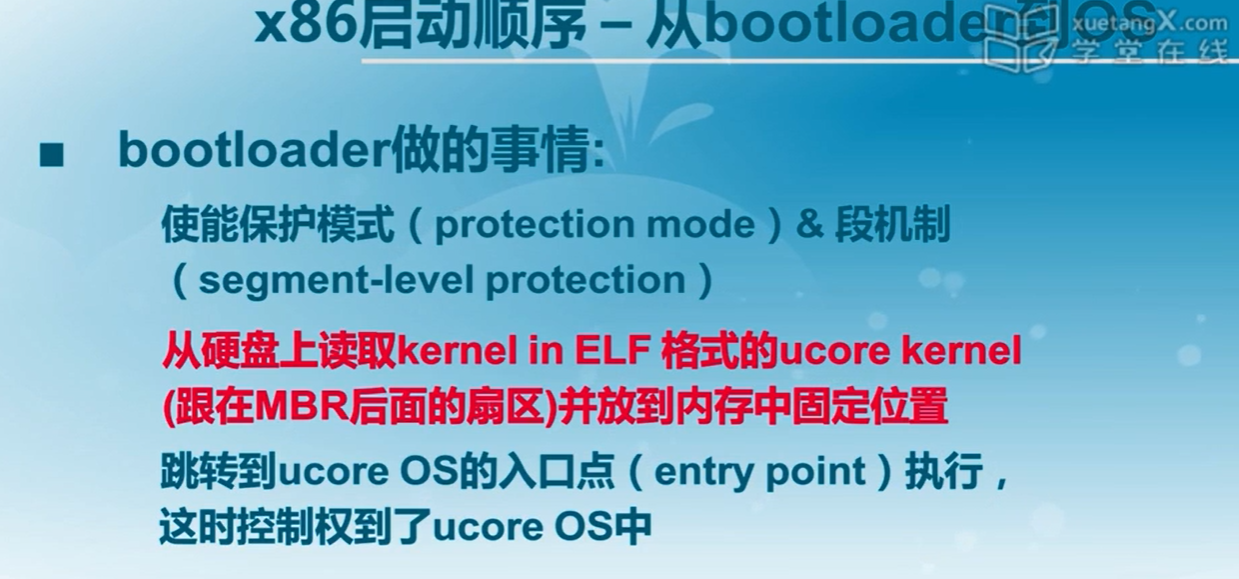 x86启动顺序 – 从bootloader到OS
xuetangX.com
学堂在线
■ bootloader做的事情:
使能保护模式（protection mode）& 段机制
（segment-level protection）
从硬盘上读取kernel in ELF 格式的ucore kernel
(跟在MBR后面的扇区)并放到内存中固定位置
跳转到ucore OS的入口点（entry point）执行，
这时控制权到了ucore OS中